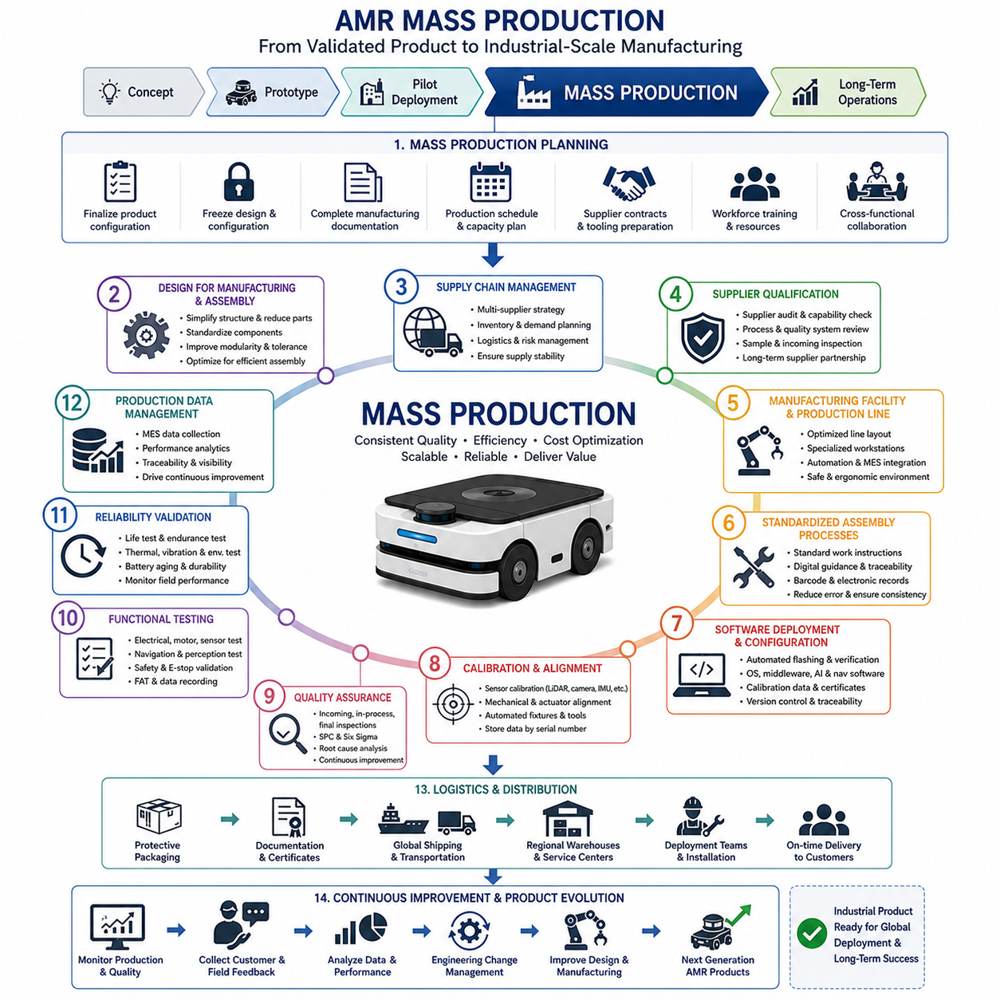 AMR MASS PRODUCTION
From Validated Product to Industrial-Scale Manufacturing
Concept
Prototype
Pilot
Deployment
MASS PRODUCTION
Long-Term
Operations
1. MASS PRODUCTION PLANNING
Finalize product
configuration
Freeze design &
configuration
Complete manufacturing
documentation
Production schedule
& capacity plan
Supplier contracts
& tooling preparation
Workforce training
& resources
Cross-functional
collaboration
2
DESIGN FOR MANUFACTURING
& ASSEMBLY
• Simplify structure & reduce parts
• Standardize components
• Improve modularity & tolerance
• Optimize for efficient assembly
3
SUPPLY CHAIN MANAGEMENT
• Multi-supplier strategy
• Inventory & demand planning
• Logistics & risk management
• Ensure supply stability
4
SUPPLIER QUALIFICATION
• Supplier audit & capability check
• Process & quality system review
• Sample & incoming inspection
• Long-term supplier partnership
12
PRODUCTION DATA
MANAGEMENT
• MES data collection
• Performance analytics
• Traceability & visibility
• Drive continuous improvement
MASS PRODUCTION
Consistent Quality • Efficiency • Cost Optimization
Scalable • Reliable • Deliver Value
5
MANUFACTURING FACILITY
& PRODUCTION LINE
• Optimized line layout
• Specialized workstations
• Automation & MES integration
• Safe & ergonomic environment
11
RELIABILITY VALIDATION
• Life test & endurance test
• Thermal, vibration & env. test
• Battery aging & durability
• Monitor field performance
6
STANDARDIZED ASSEMBLY
PROCESSES
• Standard work instructions
• Digital guidance & traceability
• Barcode & electronic records
• Reduce error & ensure consistency
10
FUNCTIONAL TESTING
• Electrical, motor, sensor test
• Navigation & perception test
• Safety & E-stop validation
• FAT & data recording
7
SOFTWARE DEPLOYMENT
& CONFIGURATION
</>
• Automated flashing & verification
• OS, middleware, AI & nav software
• Calibration data & certificates
• Version control & traceability
8
CALIBRATION & ALIGNMENT
• Sensor calibration (LiDAR, camera, IMU, etc.)
• Mechanical & actuator alignment
• Automated fixtures & tools
• Store data by serial number
9
QUALITY ASSURANCE
• Incoming, in-process,
final inspections
• SPC & Six Sigma
• Root cause analysis
• Continuous improvement
13. LOGISTICS & DISTRIBUTION
Protective
Packaging
Documentation
& Certificates
Global Shipping
& Transportation
Regional Warehouses
& Service Centers
Deployment Teams
& Installation
On-time Delivery
to Customers
14. CONTINUOUS IMPROVEMENT & PRODUCT EVOLUTION
Monitor Production
& Quality
Collect Customer &
Field Feedback
Analyze Data &
Performance
Engineering Change
Management
Improve Design &
Manufacturing
Next Generation
AMR Products
Industrial Product
Ready for Global
Deployment &
Long-Term Success